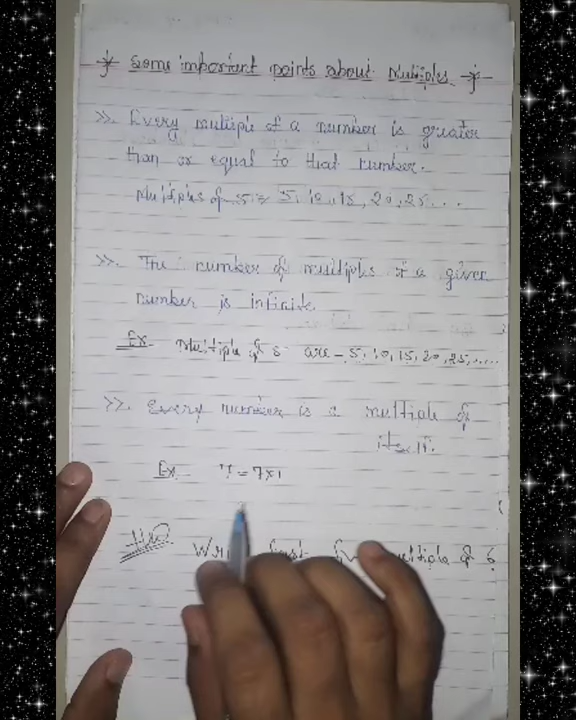 Some important points about Multiples
>> Every multiple of a number is greater
than or equal to that number.
Multiples of 5 = 5, 10, 15, 20, 25...
>> The number of multiples of a given
number is infinite.
Ex Multiple of 5 are - 5, 10, 15, 20, 25,.....
>> Every number is a multiple of
itself.
Ex 7 = 7×1
of 6